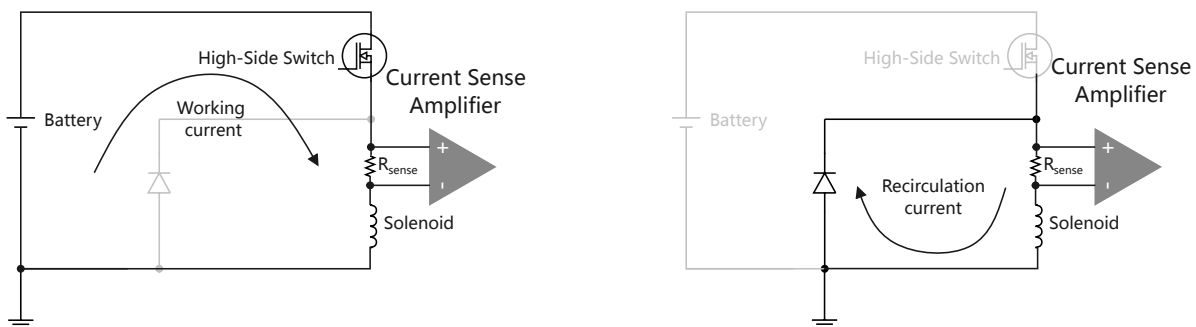 High-Side Switch
Current Sense
Amplifier
Working
current
Battery
+
Rsense
-
Solenoid
High-Side Switch
Current Sense
Amplifier
Battery
+
Rsense
-
Recirculation
current
Solenoid